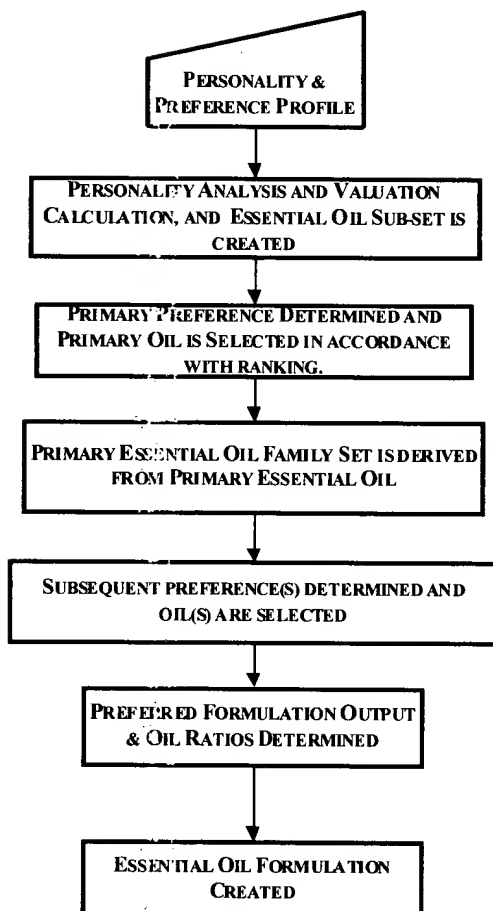 PERSONALITY &
PREFERENCE PROFILE
PERSONALITY ANALYSIS AND VALUATION
CALCULATION, AND ESSENTIAL OIL SUB-SET IS
CREATED
PRIMARY PREFERENCE DETERMINED AND
PRIMARY OIL IS SELECTED IN ACCORDANCE
WITH RANKING.
PRIMARY ESSENTIAL OIL FAMILY SET IS DERIVED
FROM PRIMARY ESSENTIAL OIL
SUBSEQUENT PREFERENCE(S) DETERMINED AND
OIL(S) ARE SELECTED
PREFERRED FORMULATION OUTPUT
& OIL RATIOS DETERMINED
ESSENTIAL OIL FORMULATION
CREATED